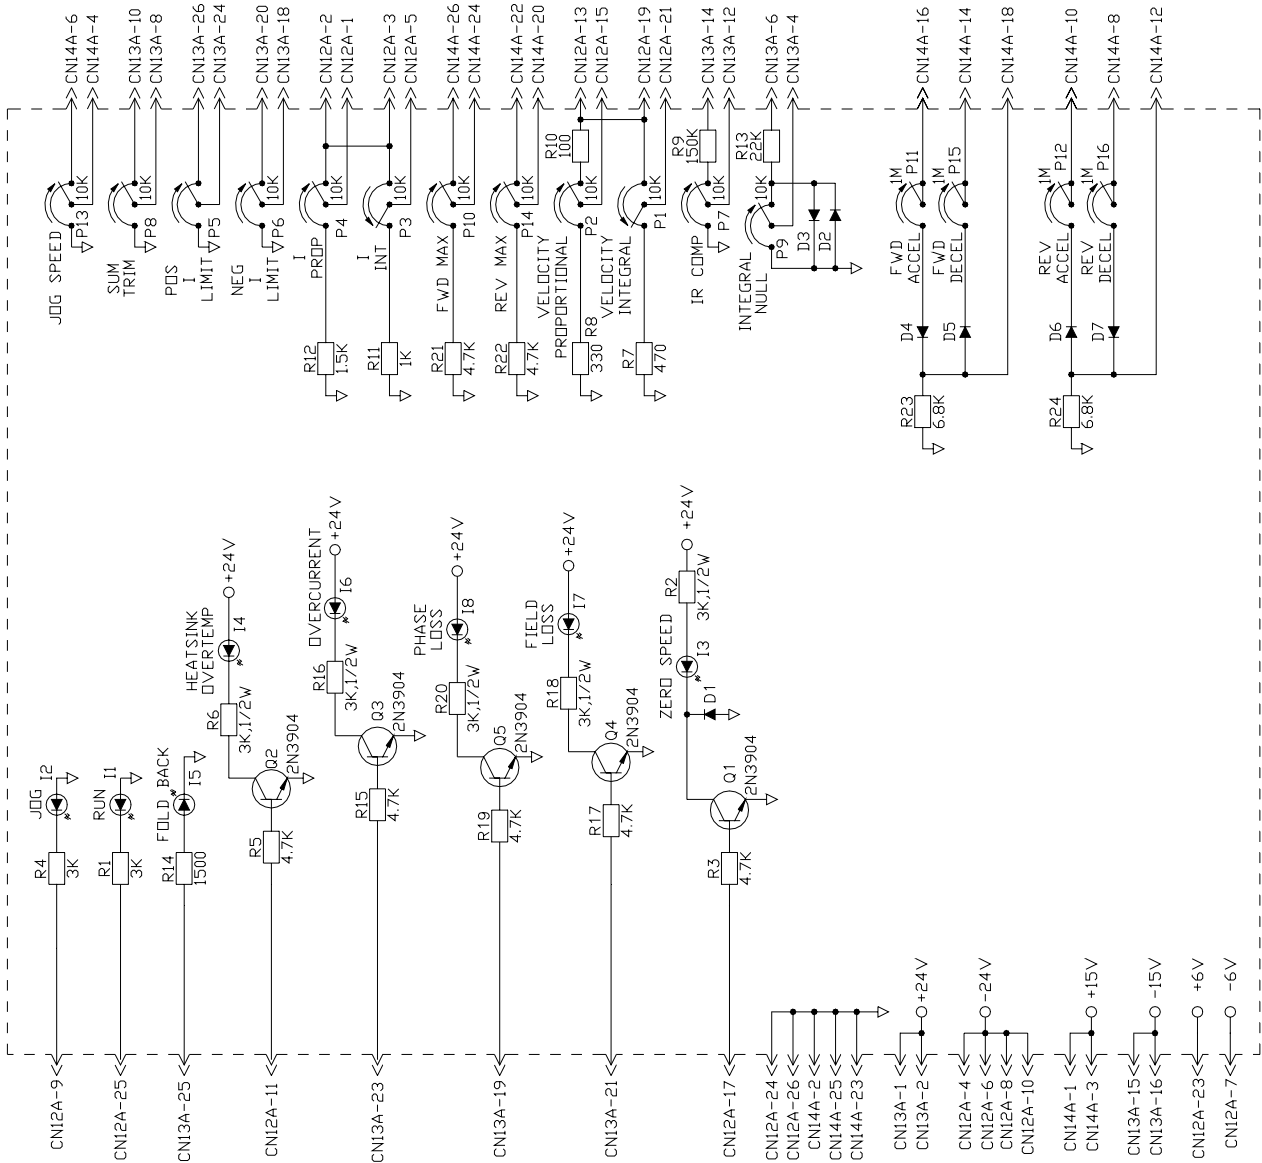 CN14A-6
CN14A-4
CN13A-10
CN13A-8
CN13A-26
CN13A-24
CN13A-20
CN13A-18
CN12A-2
CN12A-1
CN12A-3
CN12A-5
CN14A-26
CN14A-24
CN14A-22
CN14A-20
CN12A-13
CN12A-15
CN12A-19
CN12A-21
CN13A-14
CN13A-12
CN13A-6
CN13A-4
CN14A-16
CN14A-14
CN14A-18
CN14A-10
CN14A-8
CN14A-12
JOG SPEED
P13
10K
SUM
TRIM
P8
10K
POS
I
LIMIT
P5
10K
NEG
I
LIMIT
P6
10K
I
PROP
P4
10K
R12
1.5K
I
INT
P3
10K
R11
1K
FWD MAX
P10
10K
R21
4.7K
REV MAX
P14
10K
R22
4.7K
VELOCITY
PROPORTIONAL
P2
10K
R10
100
R8
330
VELOCITY
INTEGRAL
P1
10K
R7
470
IR COMP
P7
10K
R9
150K
INTEGRAL
NULL
P9
10K
R13
22K
D3
D2
FWD
ACCEL
1M
P11
D4
FWD
DECEL
1M
P15
D5
R23
6.8K
REV
ACCEL
1M
P12
D6
REV
DECEL
1M
P16
D7
R24
6.8K
JOG
I2
R4
3K
RUN
I1
R1
3K
FOLD BACK
I5
R14
1500
HEATSINK
OVERTEMP
I4
+24V
R6
3K,1/2W
Q2
2N3904
R5
4.7K
OVERCURRENT
I6
+24V
R16
3K,1/2W
Q3
2N3904
R15
4.7K
PHASE
LOSS
I8
+24V
R20
3K,1/2W
Q5
2N3904
R19
4.7K
FIELD
LOSS
I7
+24V
R18
3K,1/2W
Q4
2N3904
R17
4.7K
ZERO SPEED
I3
+24V
R2
3K,1/2W
D1
Q1
2N3904
R3
4.7K
+24V
-24V
+15V
-15V
+6V
-6V
CN12A-9
CN12A-25
CN13A-25
CN12A-11
CN13A-23
CN13A-19
CN13A-21
CN12A-17
CN12A-24
CN12A-26
CN14A-2
CN14A-25
CN14A-23
CN13A-1
CN13A-2
CN12A-4
CN12A-6
CN12A-8
CN12A-10
CN14A-1
CN14A-3
CN13A-15
CN13A-16
CN12A-23
CN12A-7